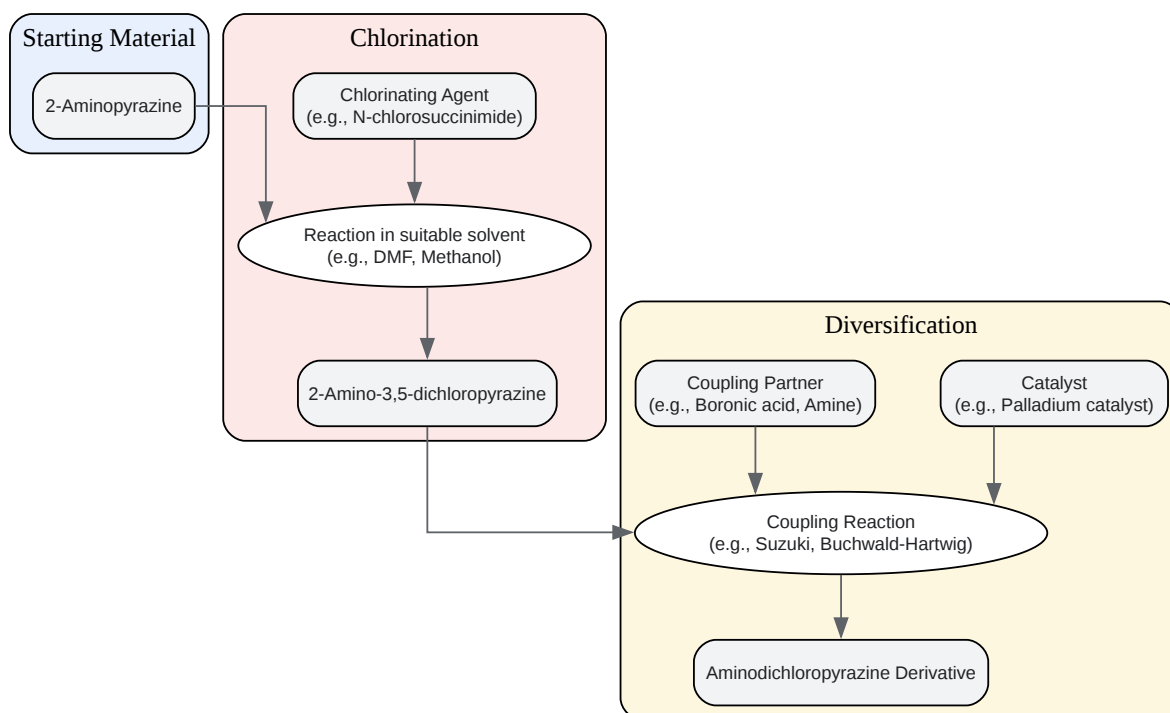 Starting Material
2-Aminopyrazine
Chlorination
Chlorinating Agent
(e.g., N-chlorosuccinimide)
Reaction in suitable solvent
(e.g., DMF, Methanol)
2-Amino-3,5-dichloropyrazine
Diversification
Coupling Partner
(e.g., Boronic acid, Amine)
Catalyst
(e.g., Palladium catalyst)
Coupling Reaction
(e.g., Suzuki, Buchwald-Hartwig)
Aminodichloropyrazine Derivative